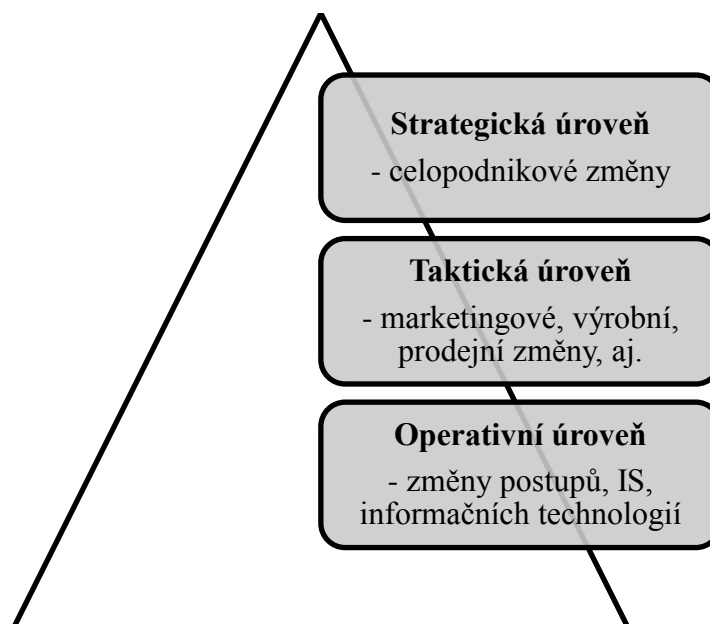 Strategická úroveň
- celopodnikové změny
Taktická úroveň
- marketingové, výrobní,
prodejní změny, aj.
Operativní úroveň
- změny postupů, IS,
informačních technologií